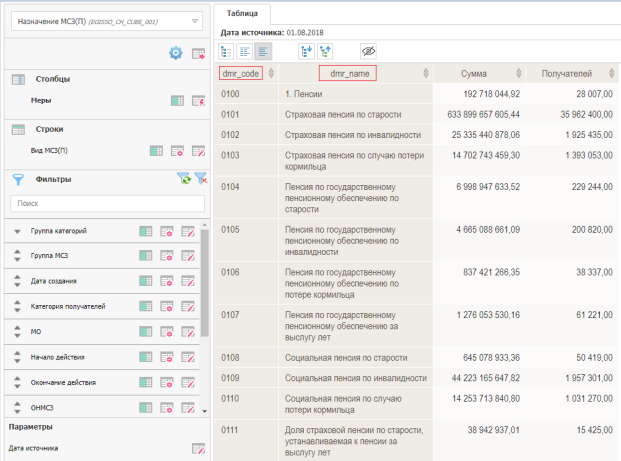 Назначение МСЗ(П) (EGISSO_CH_CUBE_001)
Столбцы
Меры
Строки
Вид МСЗ(П)
Фильтры
Поиск
Группа категорий
Группа МСЗ
Дата создания
Категория получателей
МО
Начало действия
Окончание действия
ОНМСЗ
Параметры
Дата источника
Таблица
Дата источника: 01.08.2018
dmr_code dmr_name Сумма Получателей
0100 1. Пенсии 192 718 044,92 28 007,00
0101 Страховая пенсия по старости 633 899 657 605,44 35 962 400,00
0102 Страховая пенсия по инвалидности 25 335 440 878,06 1 925 435,00
0103 Страховая пенсия по случаю потери 14 702 743 459,30 1 393 053,00
кормильца
0104 Пенсия по государственному 6 998 947 633,52 229 244,00
пенсионному обеспечению по
старости
0105 Пенсия по государственному 4 665 088 661,09 200 820,00
пенсионному обеспечению по
инвалидности
0106 Пенсия по государственному 837 421 266,35 38 337,00
пенсионному обеспечению по
потере кормильца
0107 Пенсия по государственному 1 276 053 530,16 61 221,00
пенсионному обеспечению за
выслугу лет
0108 Социальная пенсия по старости 645 078 933,36 50 419,00
0109 Социальная пенсия по инвалидности 44 223 165 647,82 1 957 301,00
0110 Социальная пенсия по случаю 14 253 713 840,80 1 031 270,00
потери кормильца
0111 Доля страховой пенсии по старости, 38 942 937,01 15 425,00
устанавливаемая к пенсии за
выслугу лет